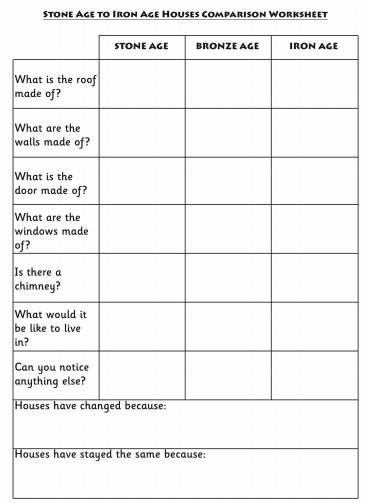 Stone Age to Iron Age Houses Comparison Worksheet
Stone Age Bronze Age Iron Age
What is the roof
made of?
What are the
walls made of?
What is the
door made of?
What are the
windows made
of?
Is there a
chimney?
What would it
be like to live
in?
Can you notice
anything else?
Houses have changed because:
Houses have stayed the same because: